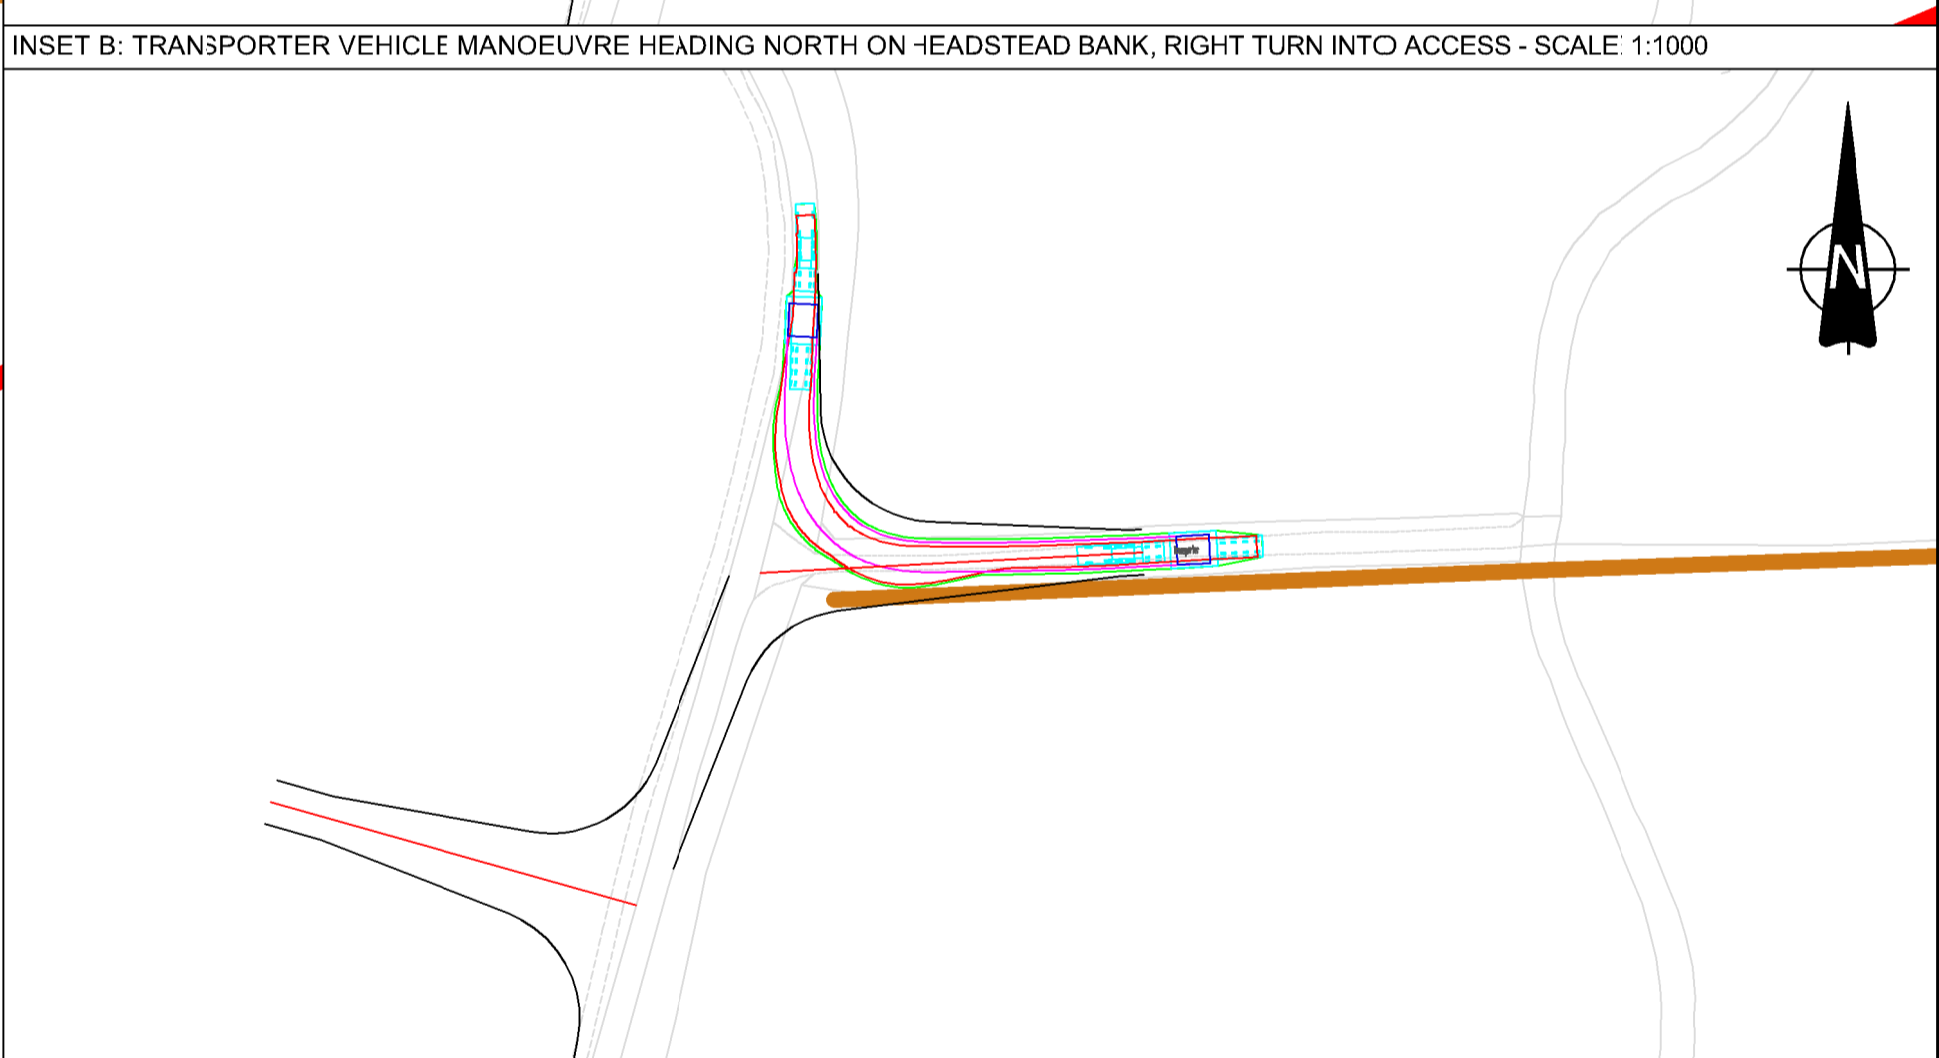 INSET B: TRANSPORTER VEHICLE MANOEUVRE HEADING NORTH ON HEADSTEAD BANK, RIGHT TURN INTO ACCESS - SCALE: 1:1000
N